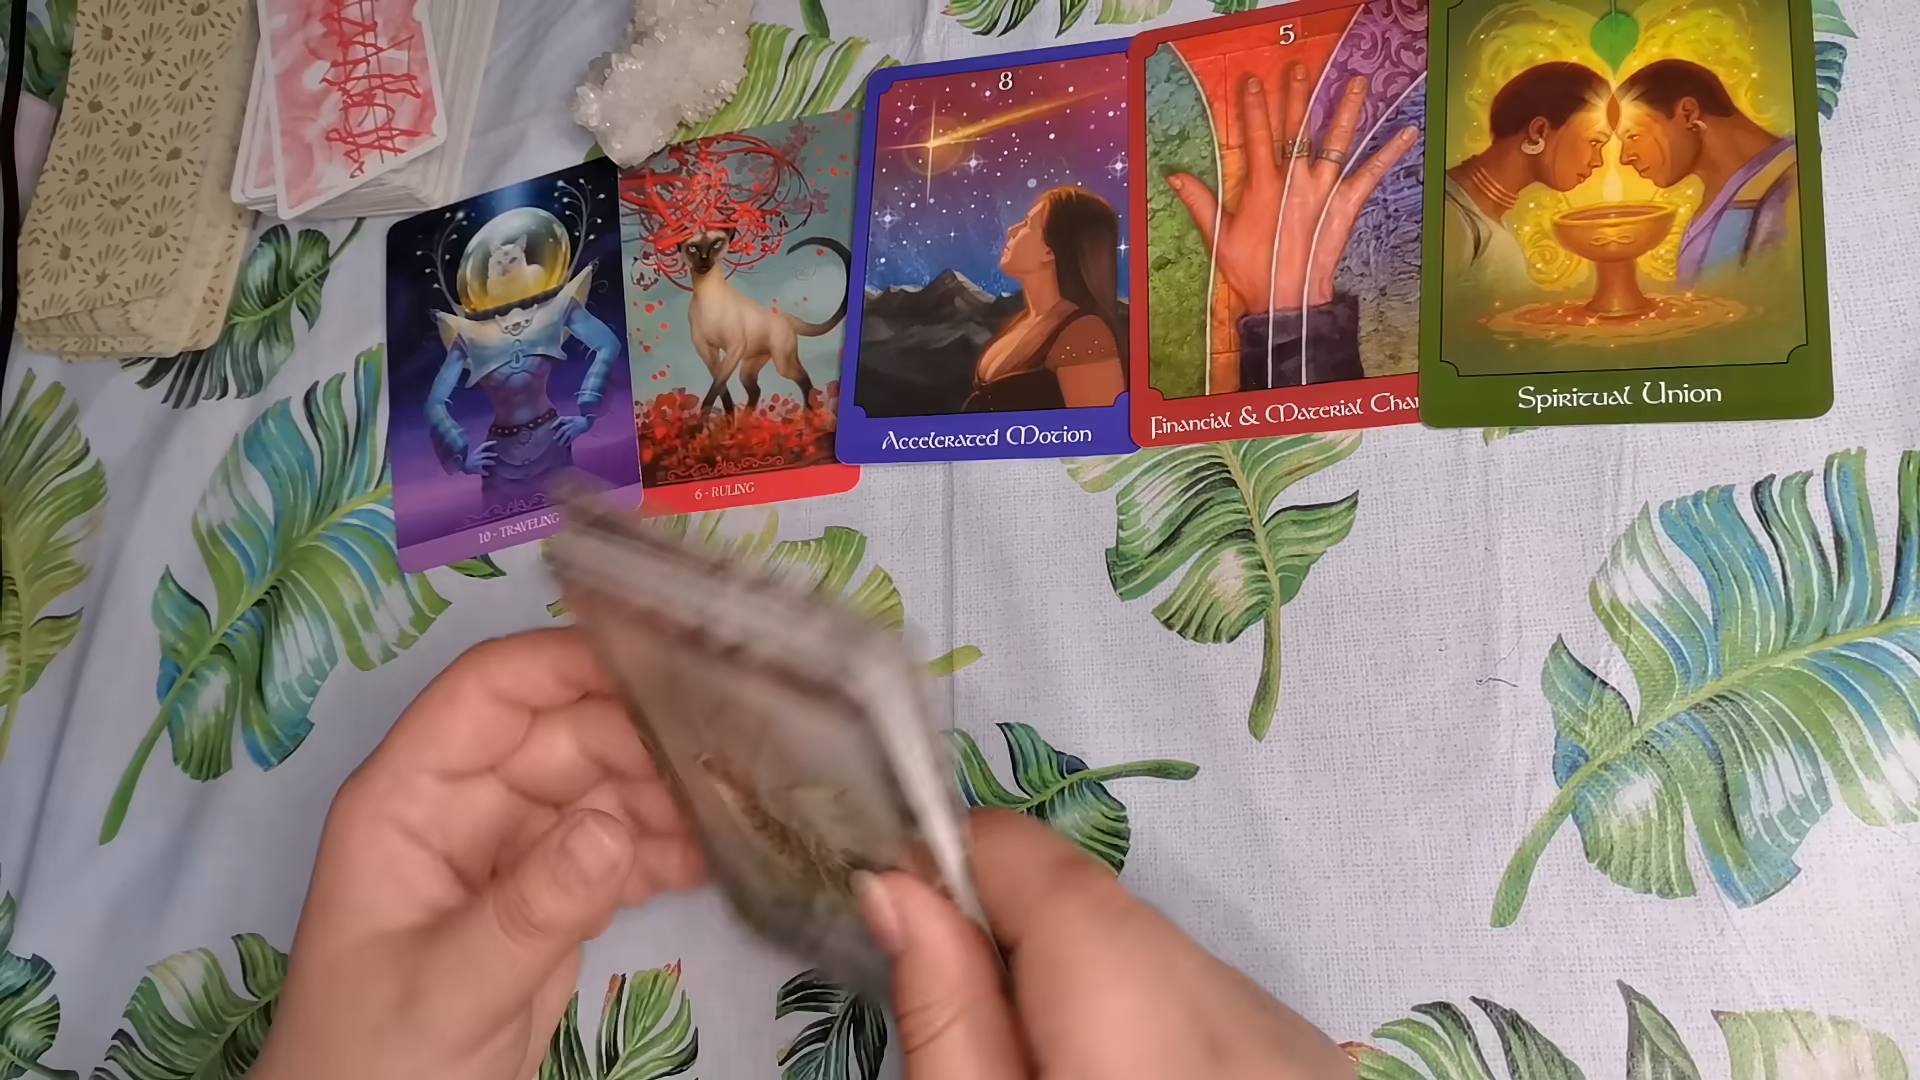 10 - TRAVELING
6 - RULING
8
Accelerated Motion
5
Financial & Material Cha
Spiritual Union